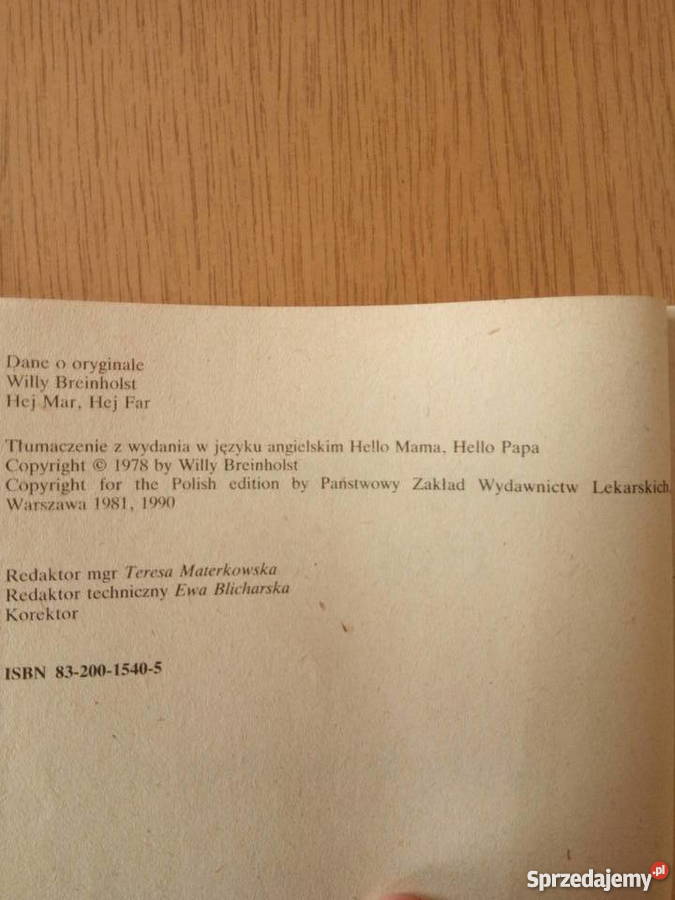 Dane o oryginale
Willy Breinholst
Hej Mar, Hej Far
Tłumaczenie z wydania w języku angielskim Hello Mama, Hello Papa
Copyright © 1978 by Willy Breinholst
Copyright for the Polish edition by Państwowy Zakład Wydawnictw Lekarskich,
Warszawa 1981, 1990
Redaktor mgr Teresa Materkowska
Redaktor techniczny Ewa Blicharska
Korektor
ISBN 83-200-1540-5
Sprzedajemy.pl